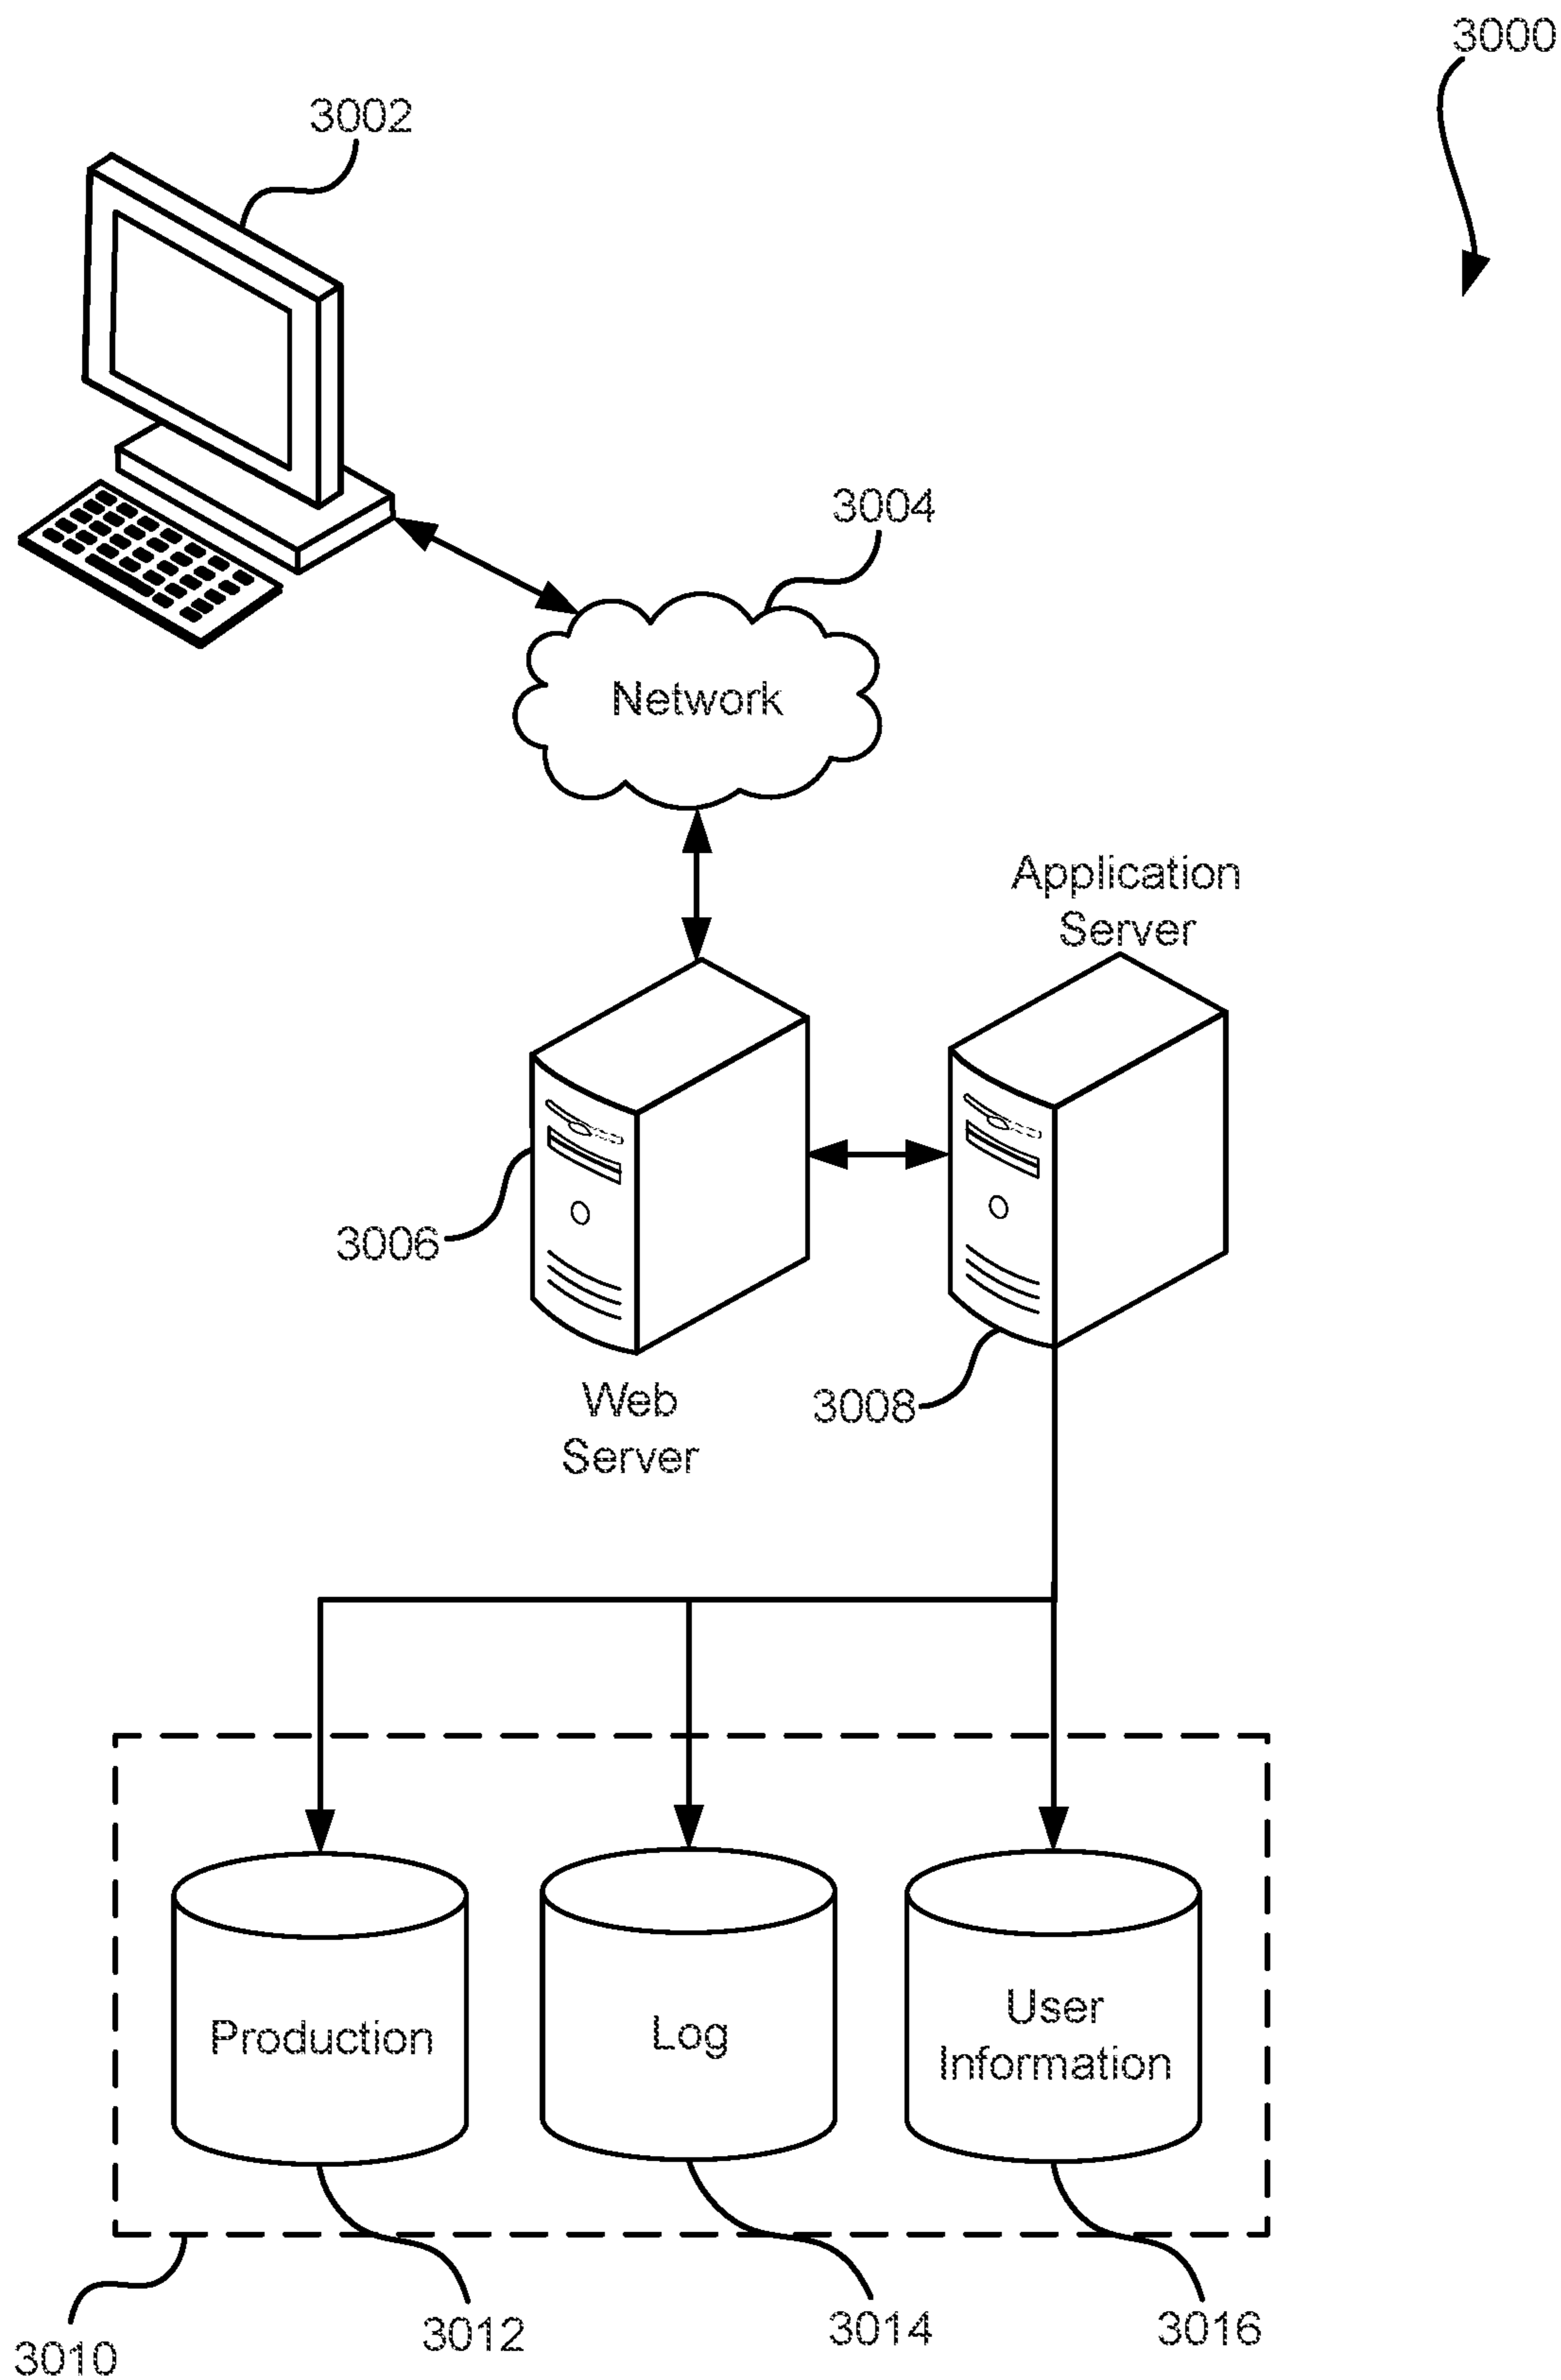 3000
3002
3004
Network
Application
Server
3006
Web
Server
3008
Production
Log
User
Information
3010
3012
3014
3016